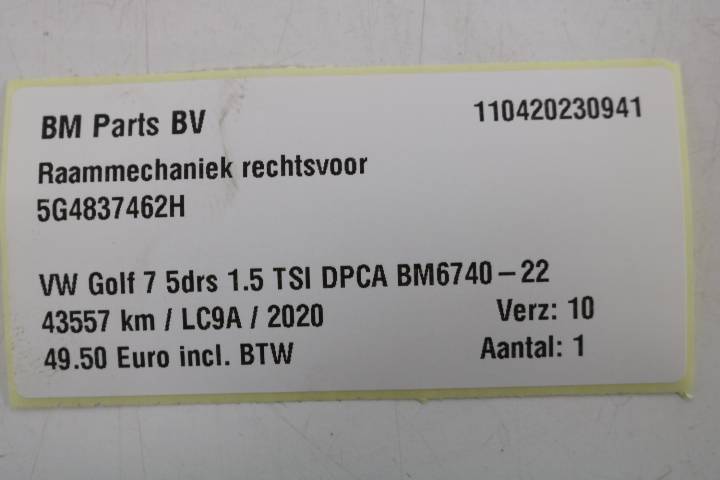 BM Parts BV 110420230941
Raammechaniek rechtsvoor
5G4837462H
VW Golf 7 5drs 1.5 TSI DPCA BM6740-22
43557 km / LC9A / 2020 Verz: 10
49.50 Euro incl. BTW Aantal: 1